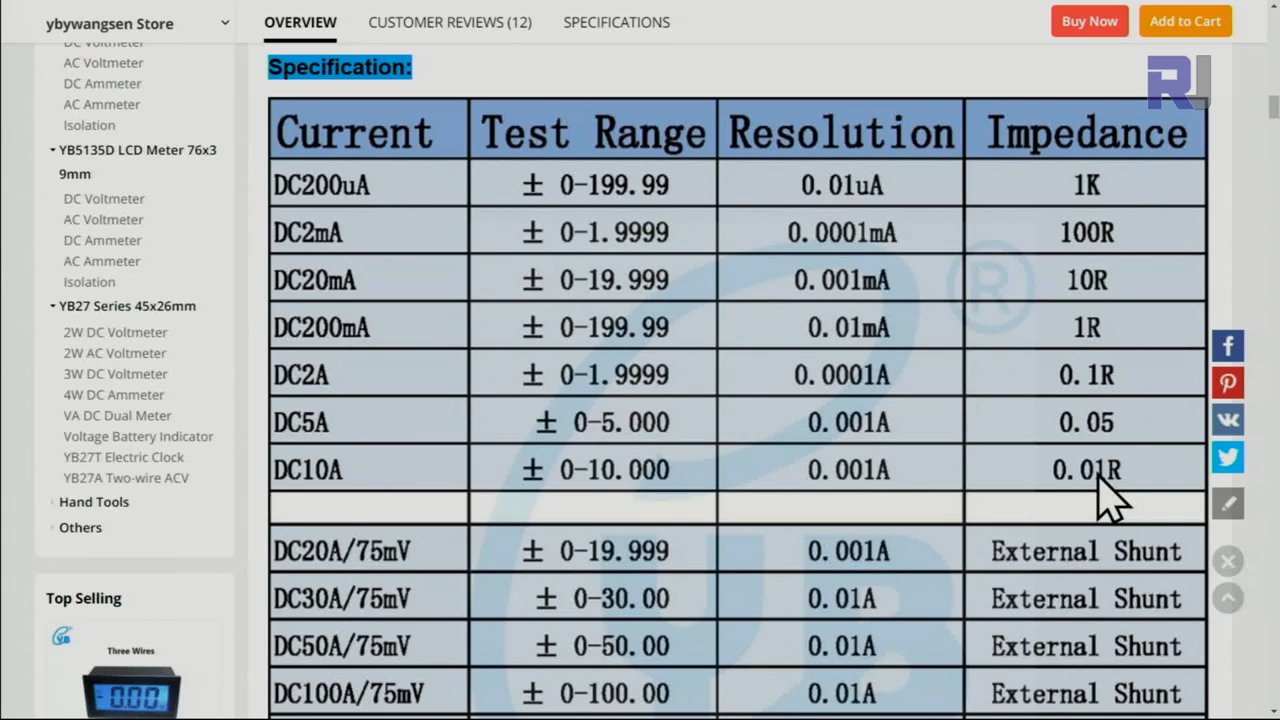 ybywangsen Store
OVERVIEW
CUSTOMER REVIEWS (12)
SPECIFICATIONS
Buy Now
Add to Cart
RJ
DC Voltmeter
AC Voltmeter
DC Ammeter
AC Ammeter
Isolation
YB5135D LCD Meter 76x3
9mm
DC Voltmeter
AC Voltmeter
DC Ammeter
AC Ammeter
Isolation
YB27 Series 45x26mm
2W DC Voltmeter
2W AC Voltmeter
3W DC Voltmeter
4W DC Ammeter
VA DC Dual Meter
Voltage Battery Indicator
YB27T Electric Clock
YB27A Two-wire ACV
Hand Tools
Others
Top Selling
YB
Three Wires
-0.00
Specification:
Current Test Range Resolution Impedance
DC200uA ± 0-199.99 0.01uA 1K
DC2mA ± 0-1.9999 0.0001mA 100R
DC20mA ± 0-19.999 0.001mA 10R
DC200mA ± 0-199.99 0.01mA 1R
DC2A ± 0-1.9999 0.0001A 0.1R
DC5A ± 0-5.000 0.001A 0.05
DC10A ± 0-10.000 0.001A 0.01R
DC20A/75mV ± 0-19.999 0.001A External Shunt
DC30A/75mV ± 0-30.00 0.01A External Shunt
DC50A/75mV ± 0-50.00 0.01A External Shunt
DC100A/75mV ± 0-100.00 0.01A External Shunt
YB ®